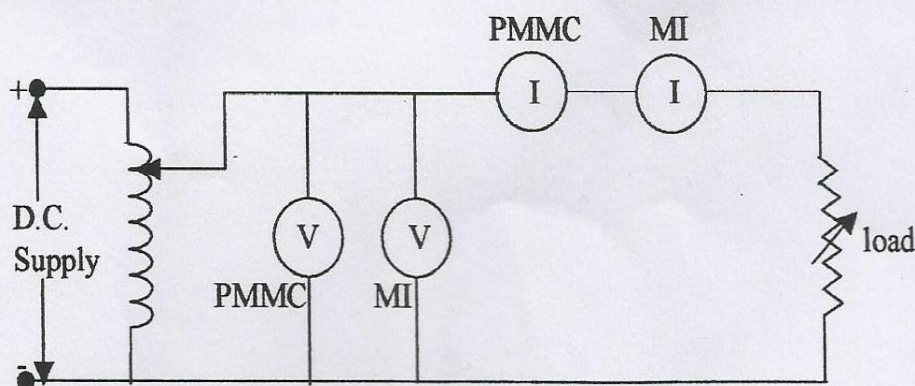 PMMC MI
+ I I
D.C.
Supply
V V
load
PMMC MI
-